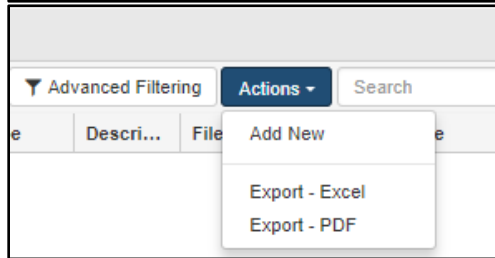 Advanced Filtering Actions Search
e Descri... File e
Add New
Export - Excel
Export - PDF